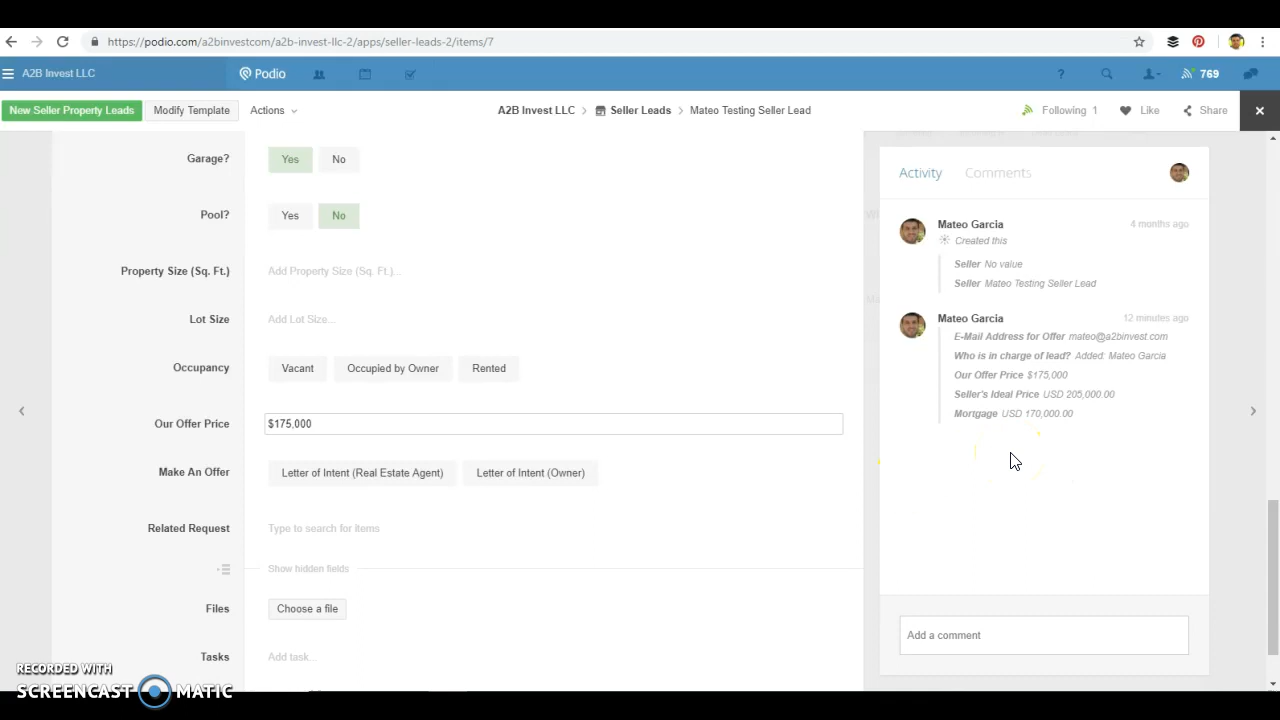 https://podio.com/a2binvestcom/a2b-invest-llc-2/apps/seller-leads-2/items/7
A2B Invest LLC
Podio
?
769
New Seller Property Leads
Modify Template
Actions
A2B Invest LLC > Seller Leads > Mateo Testing Seller Lead
Following 1
Like
Share
Garage?
Yes
No
Pool?
Yes
No
Property Size (Sq. Ft.)
Add Property Size (Sq. Ft.)...
Lot Size
Add Lot Size...
Occupancy
Vacant
Occupied by Owner
Rented
Our Offer Price
$175,000
Make An Offer
Letter of Intent (Real Estate Agent)
Letter of Intent (Owner)
Related Request
Type to search for items
Show hidden fields
Files
Choose a file
Tasks
Add task...
Activity
Comments
Mateo Garcia
4 months ago
Created this
Seller No value
Seller Mateo Testing Seller Lead
Mateo Garcia
12 minutes ago
E-Mail Address for Offer mateo@a2binvest.com
Who is in charge of lead? Added: Mateo Garcia
Our Offer Price $175,000
Seller's Ideal Price USD 205,000.00
Mortgage USD 170,000.00
Add a comment
RECORDED WITH
SCREENCAST MATIC